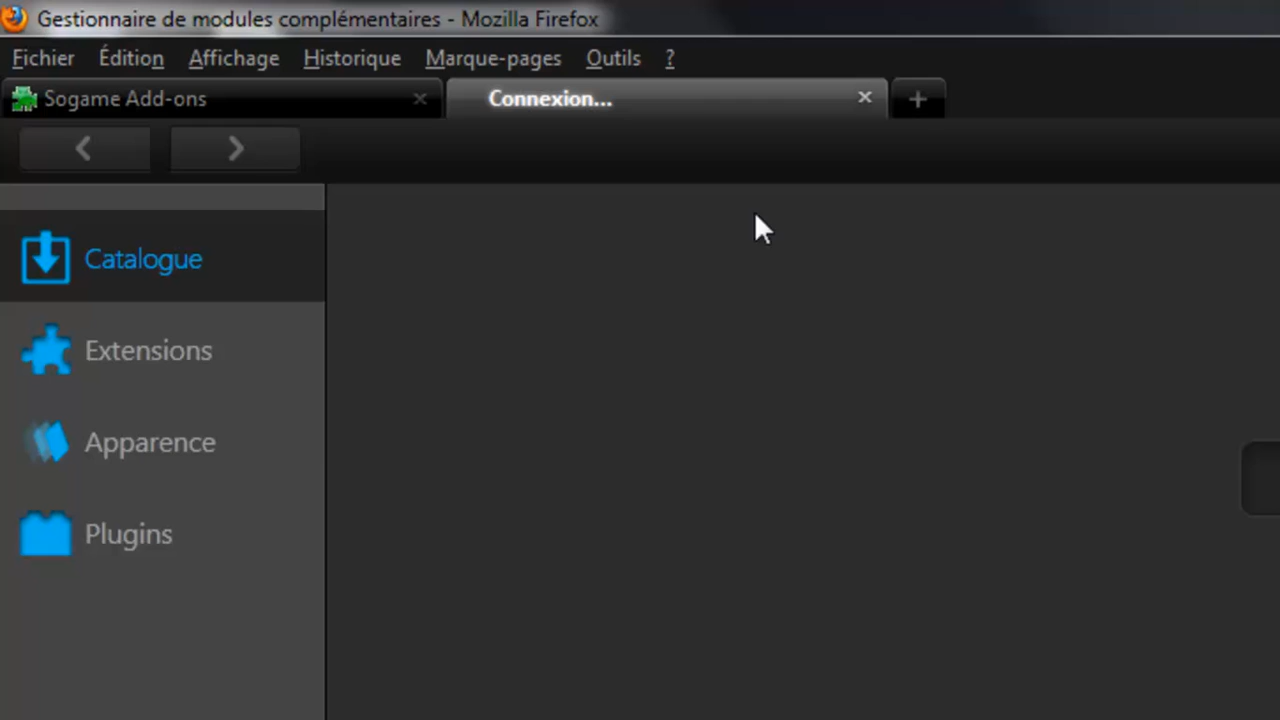 Gestionnaire de modules complémentaires - Mozilla Firefox
Fichier Édition Affichage Historique Marque-pages Outils ?
Sogame Add-ons Connexion...
Catalogue
Extensions
Apparence
Plugins